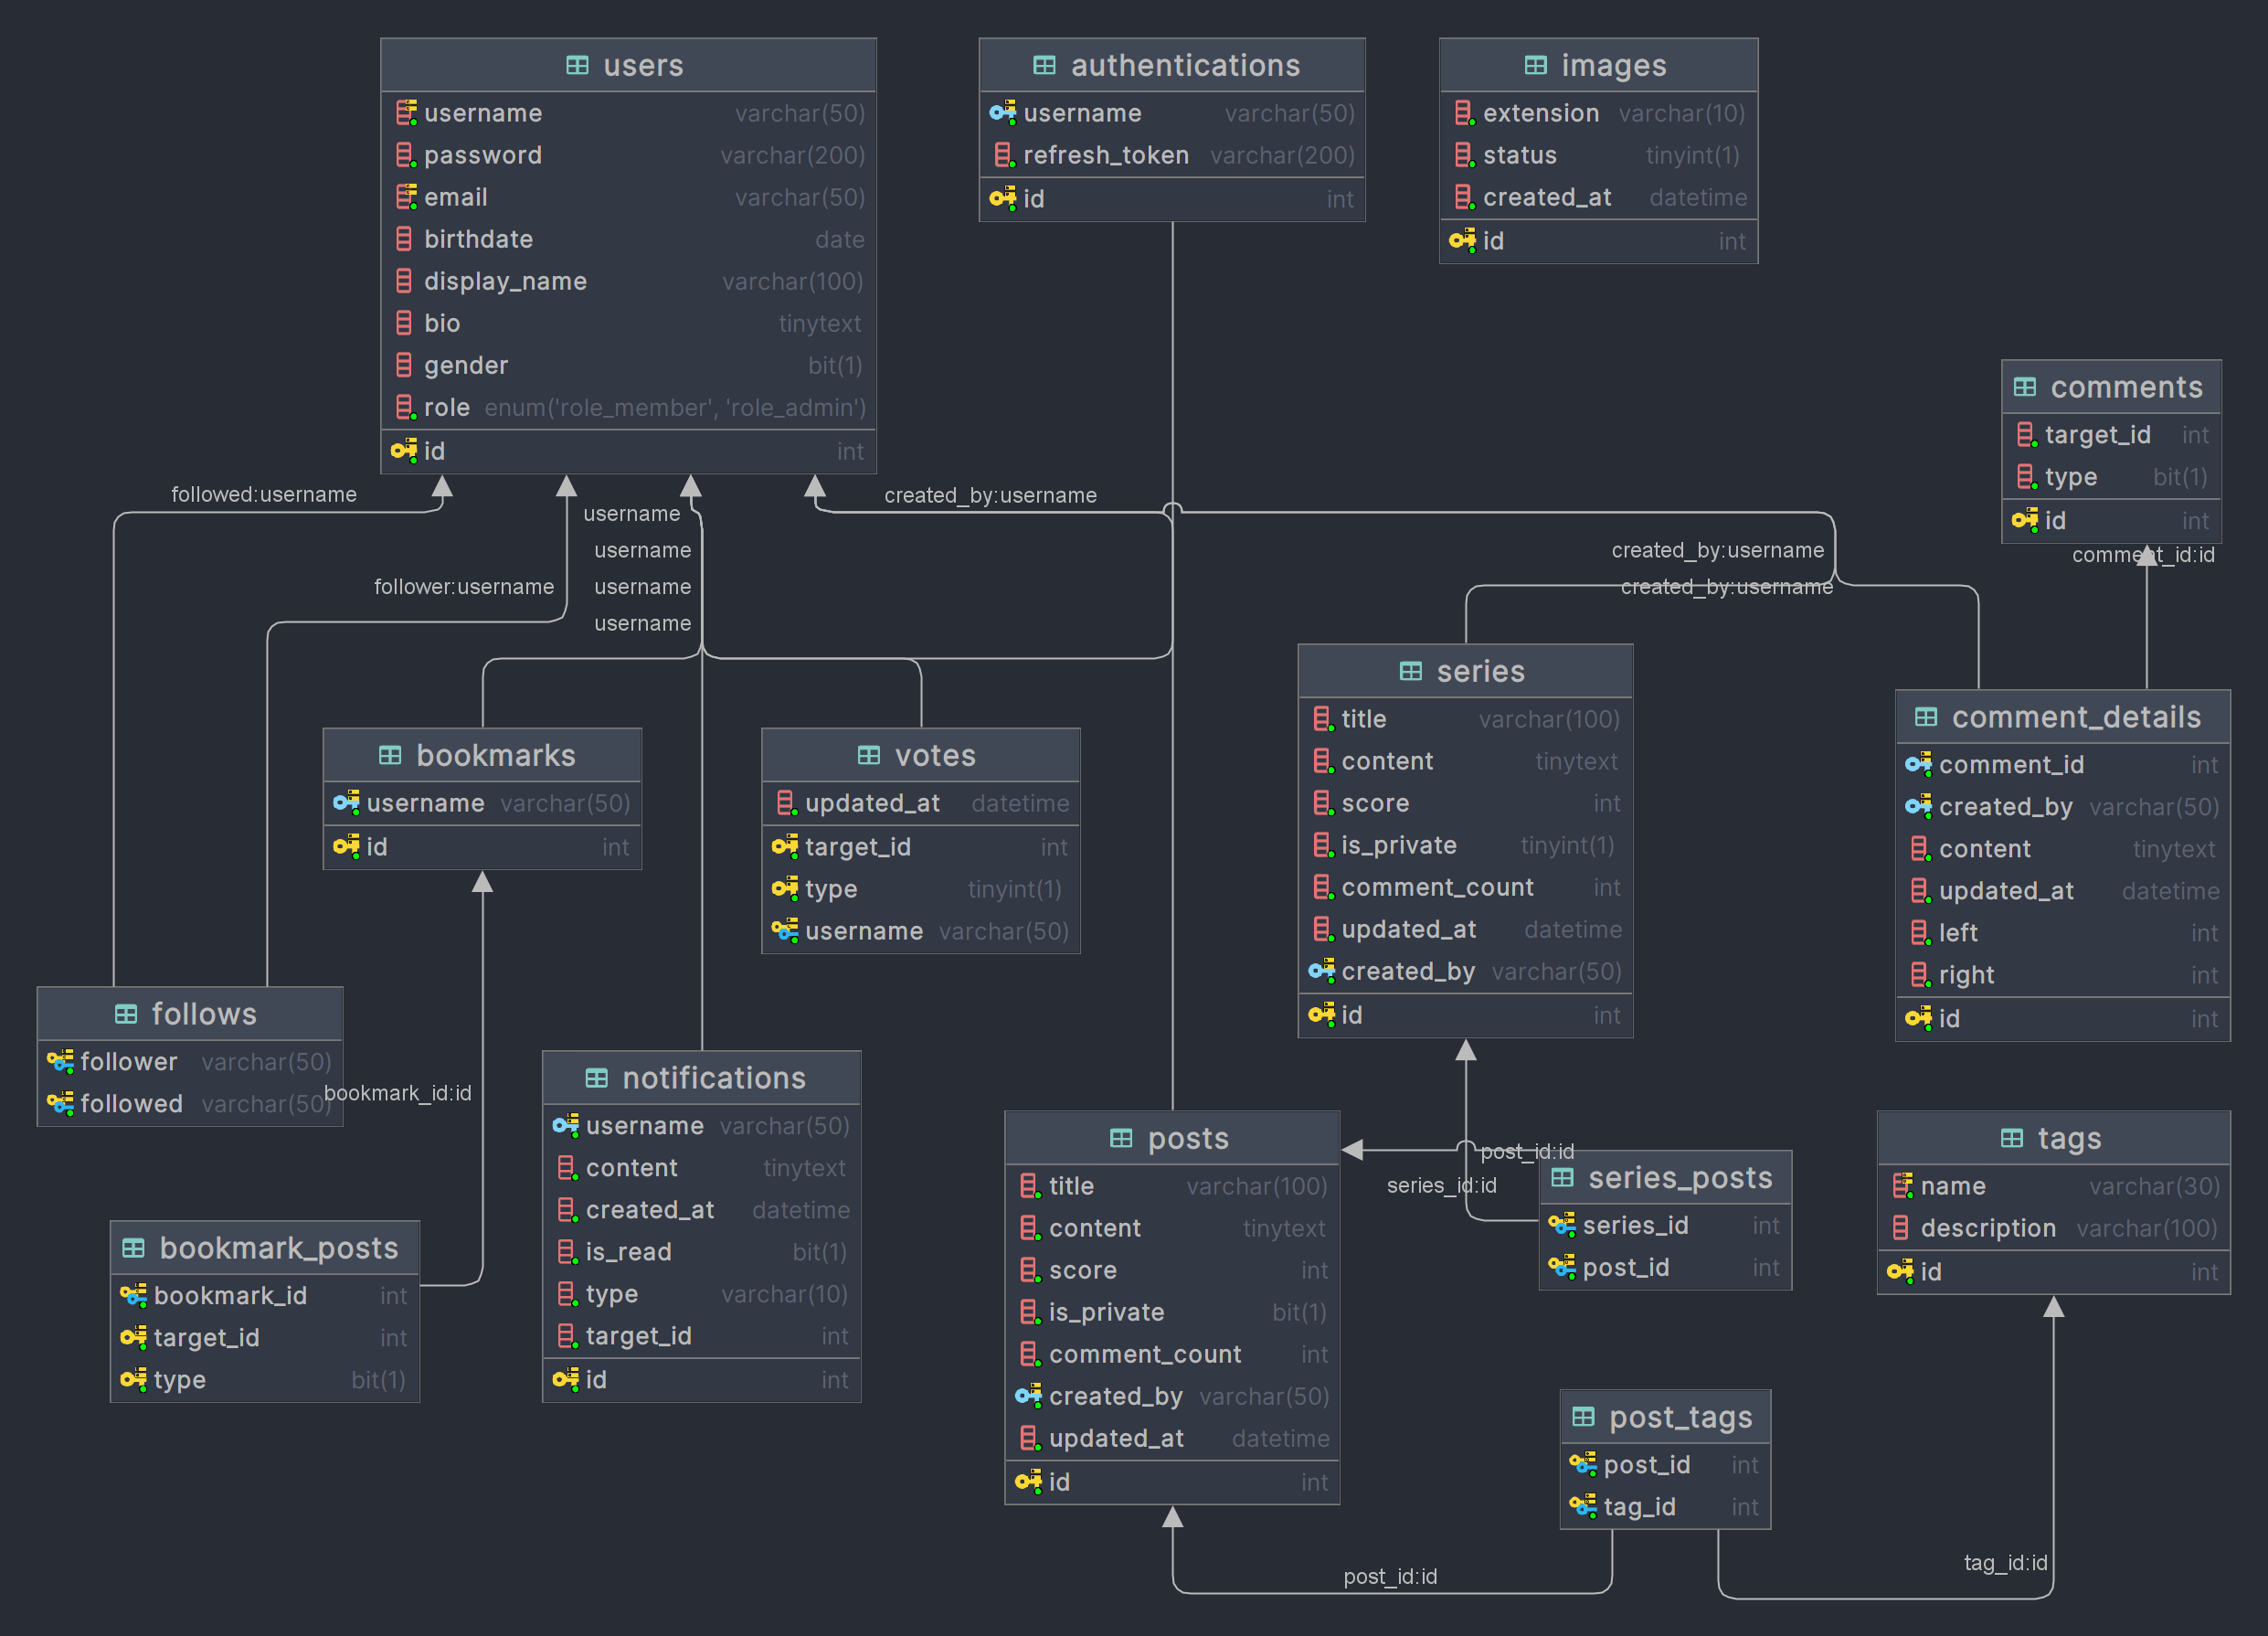 users
username varchar(50)
password varchar(200)
email varchar(50)
birthdate date
display_name varchar(100)
bio tinytext
gender bit(1)
role enum('role_member', 'role_admin')
id int
authentications
username varchar(50)
refresh_token varchar(200)
id int
images
extension varchar(10)
status tinyint(1)
created_at datetime
id int
comments
target_id int
type bit(1)
id int
followed:username
follower:username
username
username
username
username
created_by:username
created_by:username
created_by:username
comment_id:id
bookmarks
username varchar(50)
id int
votes
updated_at datetime
target_id int
type tinyint(1)
username varchar(50)
series
title varchar(100)
content tinytext
score int
is_private tinyint(1)
comment_count int
updated_at datetime
created_by varchar(50)
id int
comment_details
comment_id int
created_by varchar(50)
content tinytext
updated_at datetime
left int
right int
id int
follows
follower varchar(50)
followed varchar(50)
bookmark_id:id
notifications
username varchar(50)
content tinytext
created_at datetime
is_read bit(1)
type varchar(10)
target_id int
id int
bookmark_posts
bookmark_id int
target_id int
type bit(1)
posts
title varchar(100)
content tinytext
score int
is_private bit(1)
comment_count int
created_by varchar(50)
updated_at datetime
id int
post_id:id
series_id:id
series_posts
series_id int
post_id int
tags
name varchar(30)
description varchar(100)
id int
post_tags
post_id int
tag_id int
post_id:id
tag_id:id